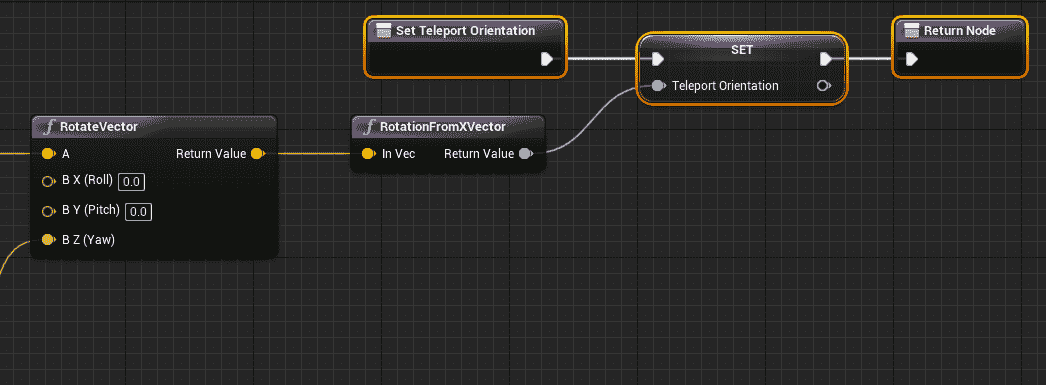 Set Teleport Orientation
SET
Return Node
Teleport Orientation
RotateVector
A
Return Value
B X (Roll) 0.0
B Y (Pitch) 0.0
B Z (Yaw)
RotationFromXVector
In Vec
Return Value